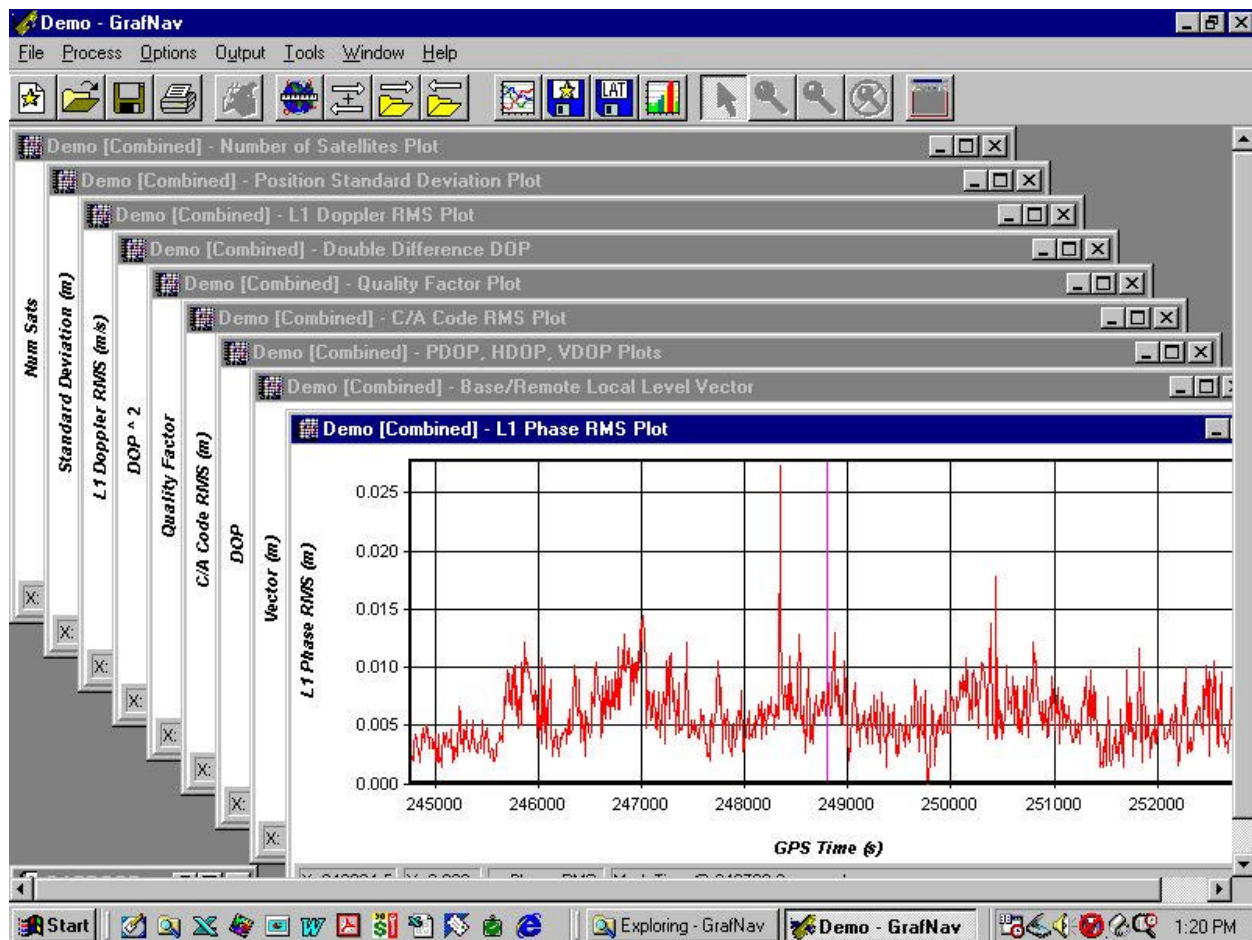 Demo - GrafNav
File Process Options Output Tools Window Help
LAT
Demo [Combined] - Number of Satellites Plot
Demo [Combined] - Position Standard Deviation Plot
Demo [Combined] - L1 Doppler RMS Plot
Demo [Combined] - Double Difference DOP
Demo [Combined] - Quality Factor Plot
Demo [Combined] - C/A Code RMS Plot
Demo [Combined] - PDOP, HDOP, VDOP Plots
Demo [Combined] - Base/Remote Local Level Vector
Demo [Combined] - L1 Phase RMS Plot
Num Sats
Standard Deviation (m)
L1 Doppler RMS (m/s)
DOP ^ 2
Quality Factor
C/A Code RMS (m)
DOP
Vector (m)
L1 Phase RMS (m)
0.025
0.020
0.015
0.010
0.005
0.000
245000 246000 247000 248000 249000 250000 251000 252000
GPS Time (s)
X:
X:
X:
X:
X:
X:
X:
X:
Start
Exploring - GrafNav
Demo - GrafNav
1:20 PM